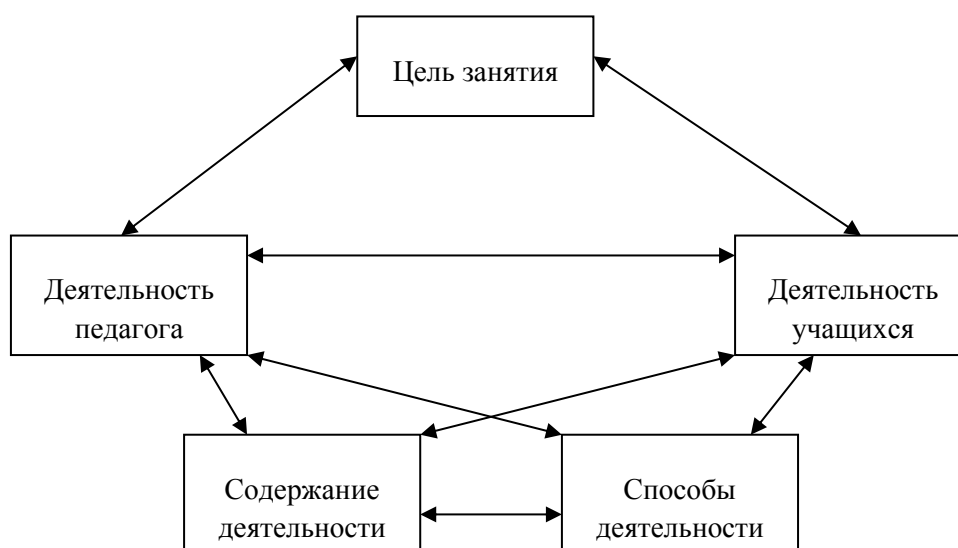 Цель занятия
Деятельность
педагога
Деятельность
учащихся
Содержание
деятельности
Способы
деятельности